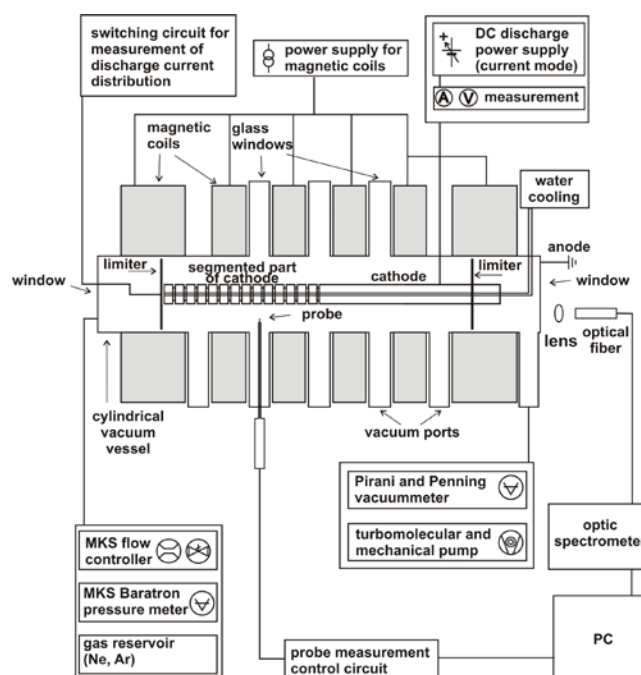 switching circuit for
measurement of
discharge current
distribution
power supply for
magnetic coils
+
DC discharge
power supply
(current mode)
A V measurement
magnetic
coils
glass
windows
water
cooling
anode
limiter
segmented part
of cathode
cathode
limiter
window
window
probe
lens
optical
fiber
cylindrical
vacuum
vessel
vacuum ports
Pirani and Penning
vacuummeter
turbomolecular and
mechanical pump
optic
spectrometer
MKS flow
controller
MKS Baratron
pressure meter
gas reservoir
(Ne, Ar)
probe measurement
control circuit
PC